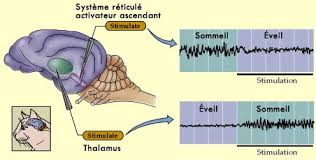 Système réticulé
activateur ascendant
Stimulate
Sommeil Éveil
Stimulation
Éveil Sommeil
Stimulate
Thalamus
Stimulation